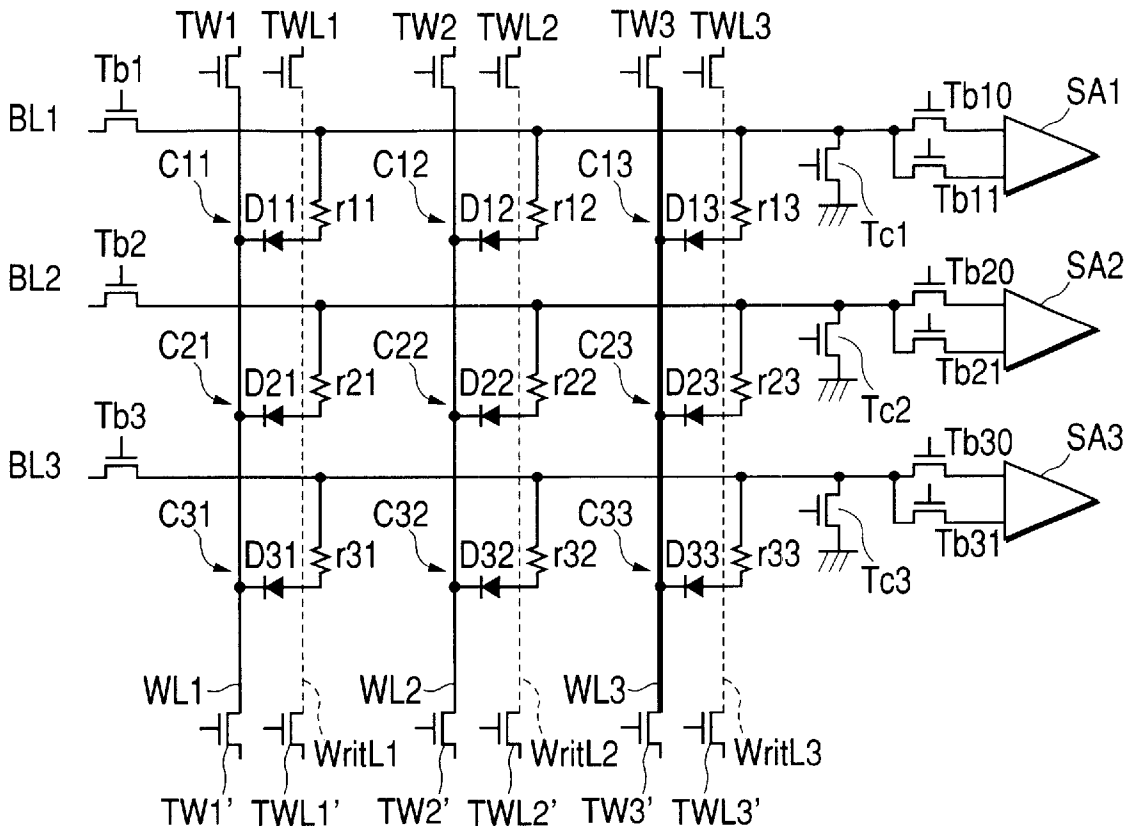 TW1 TWL1 TW2 TWL2 TW3 TWL3
Tb1 Tb10 SA1
BL1
C11 C12 C13
D11 r11 D12 r12 D13 r13 Tb11
Tc1
Tb2 Tb20 SA2
BL2
C21 C22 C23
D21 r21 D22 r22 D23 r23 Tb21
Tc2
Tb3 Tb30 SA3
BL3
C31 C32 C33
D31 r31 D32 r32 D33 r33 Tb31
Tc3
WL1 WL2 WL3
WritL1 WritL2 WritL3
TW1' TWL1' TW2' TWL2' TW3' TWL3'